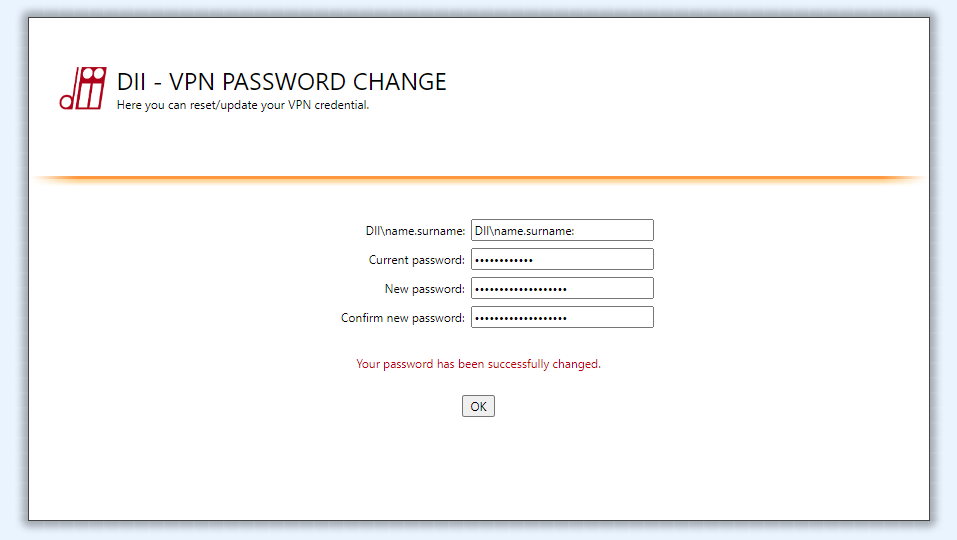 dii
DII - VPN PASSWORD CHANGE
Here you can reset/update your VPN credential.
DII\name.surname: DII\name.surname:
Current password: ••••••••••••
New password: •••••••••••••••••••
Confirm new password: •••••••••••••••••••
Your password has been successfully changed.
OK